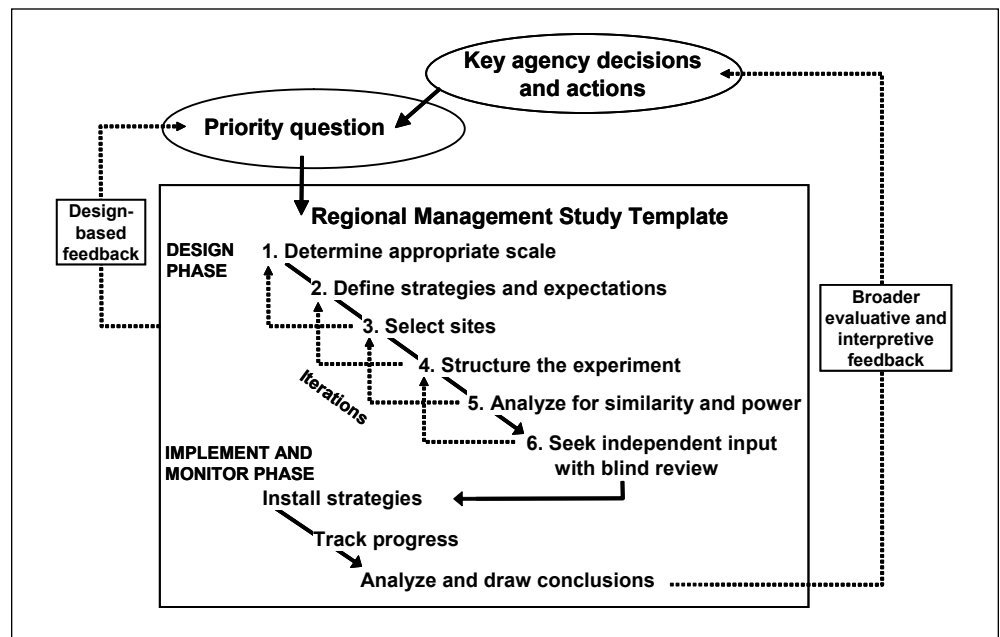 Key agency decisions
and actions
Priority question
Design-
based
feedback
Regional Management Study Template
DESIGN
PHASE
1. Determine appropriate scale
2. Define strategies and expectations
3. Select sites
4. Structure the experiment
Iterations
5. Analyze for similarity and power
6. Seek independent input
with blind review
IMPLEMENT AND
MONITOR PHASE
Install strategies
Track progress
Analyze and draw conclusions
Broader
evaluative and
interpretive
feedback